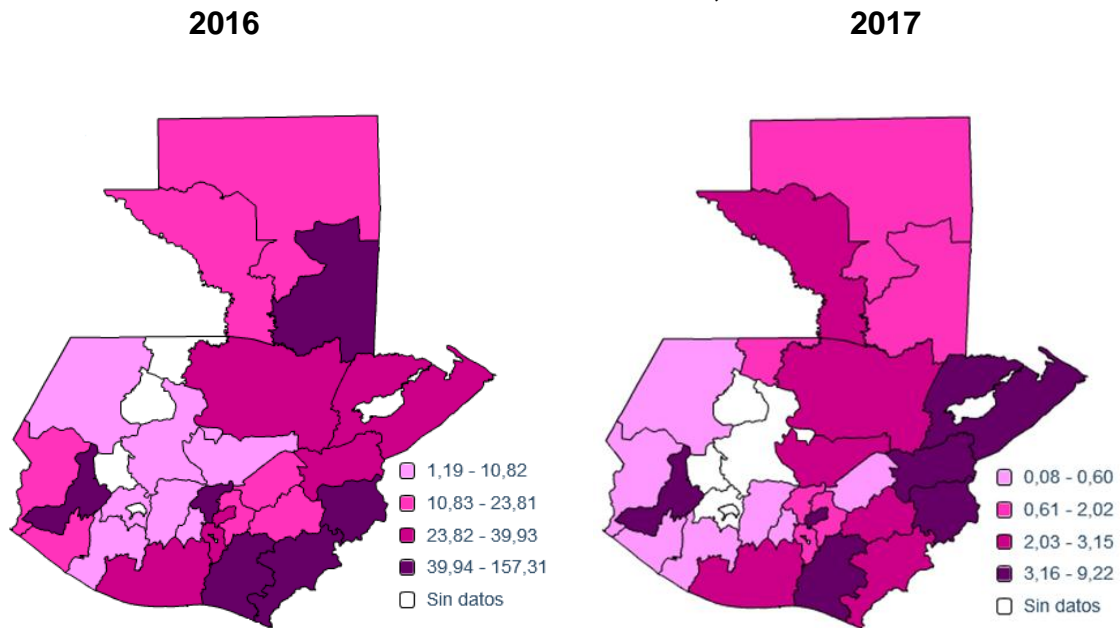 2016
2017
1,19 - 10,82
10,83 - 23,81
23,82 - 39,93
39,94 - 157,31
Sin datos
0,08 - 0,60
0,61 - 2,02
2,03 - 3,15
3,16 - 9,22
Sin datos